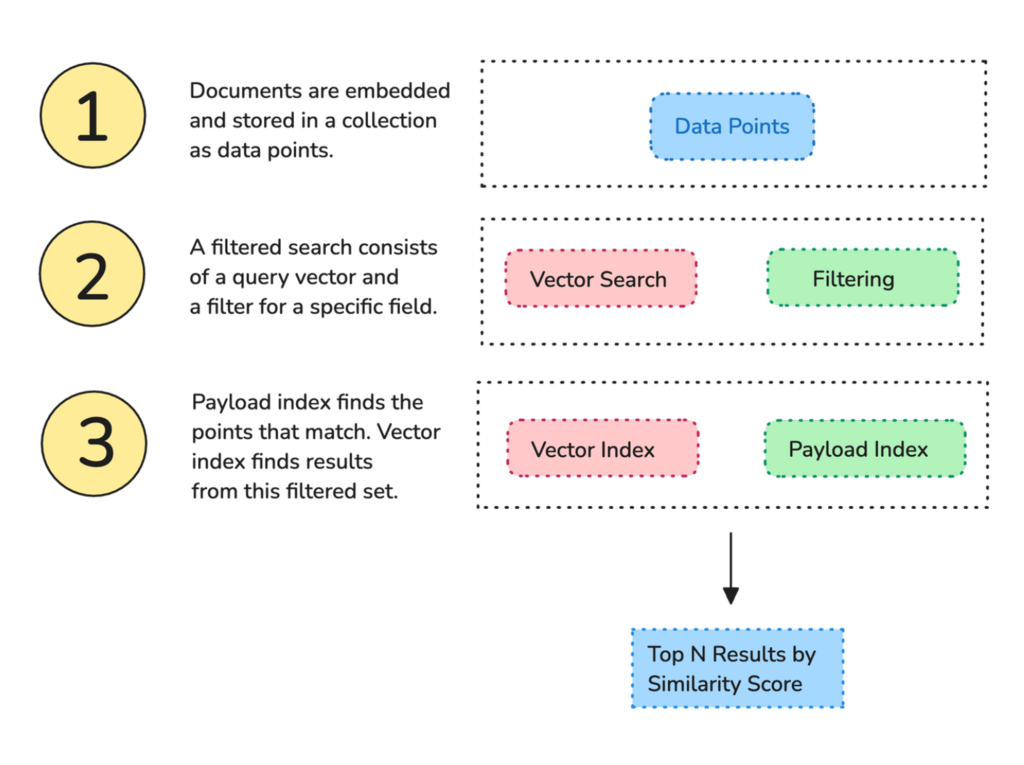 1
Documents are embedded
and stored in a collection
as data points.
Data Points
2
A filtered search consists
of a query vector and
a filter for a specific field.
Vector Search
Filtering
3
Payload index finds the
points that match. Vector
index finds results
from this filtered set.
Vector Index
Payload Index
Top N Results by
Similarity Score